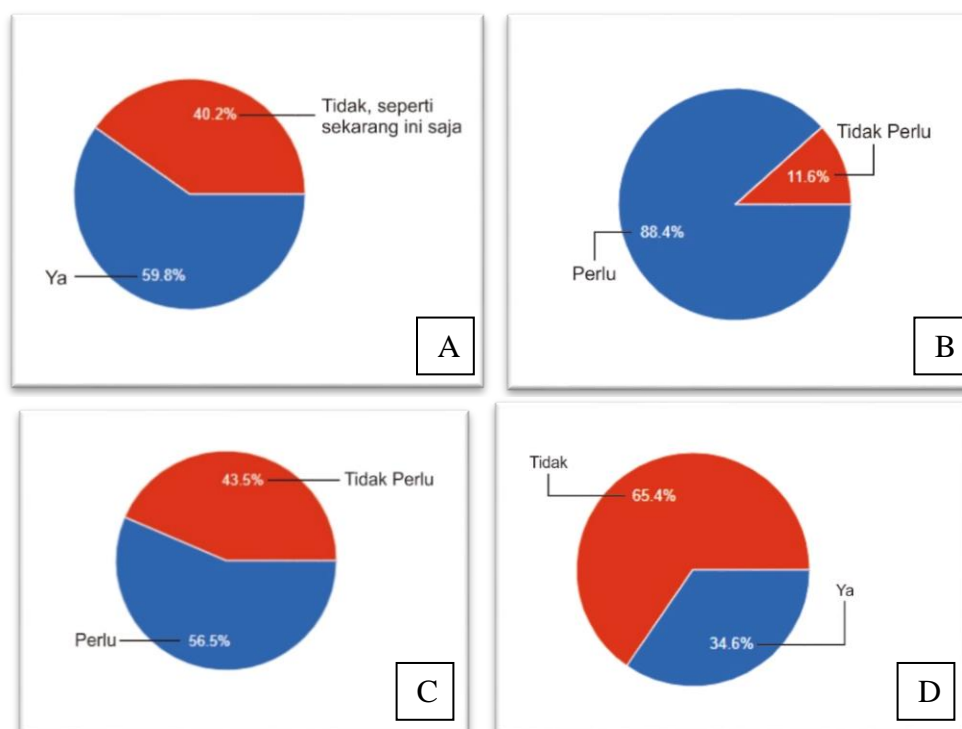 40.2%
Tidak, seperti
sekarang ini saja
Ya
59.8%
A
Tidak Perlu
11.6%
88.4%
Perlu
B
43.5%
Tidak Perlu
Perlu
56.5%
C
Tidak
65.4%
Ya
34.6%
D